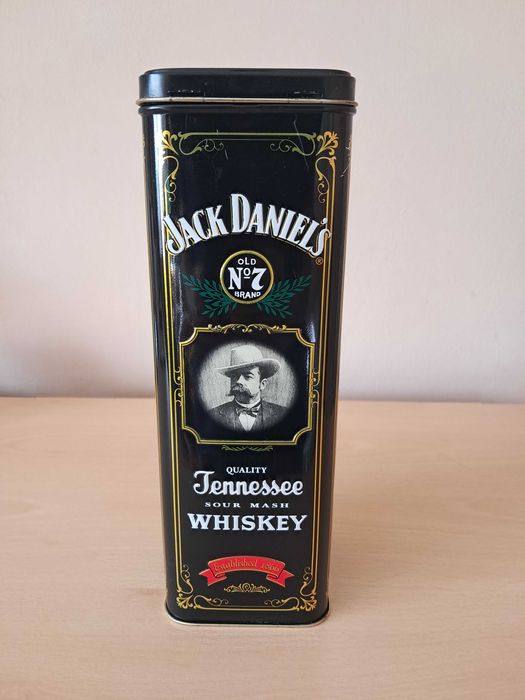 JACK DANIEL'S
®
OLD
Nº7
BRAND
QUALITY
Tennessee
SOUR MASH
WHISKEY
Established 1866